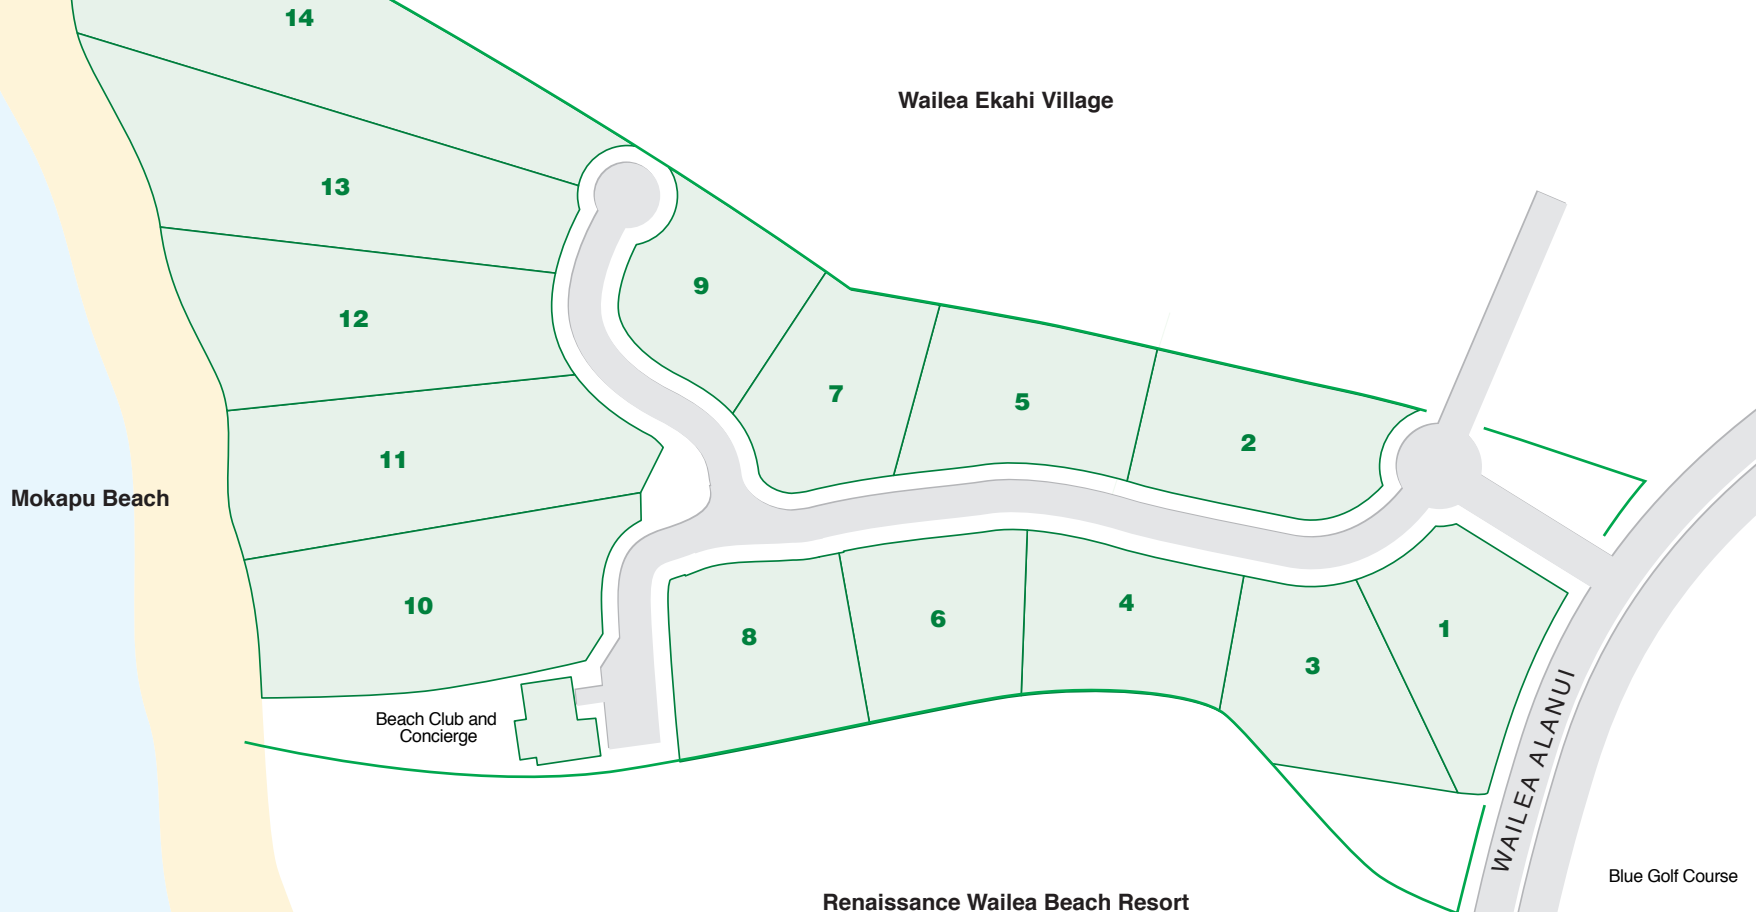 14
Wailea Ekahi Village
13
9
12
7
5
2
11
Mokapu Beach
10
4
6
1
8
3
Beach Club and
Concierge
WAILEA ALANUI
Blue Golf Course
Renaissance Wailea Beach Resort